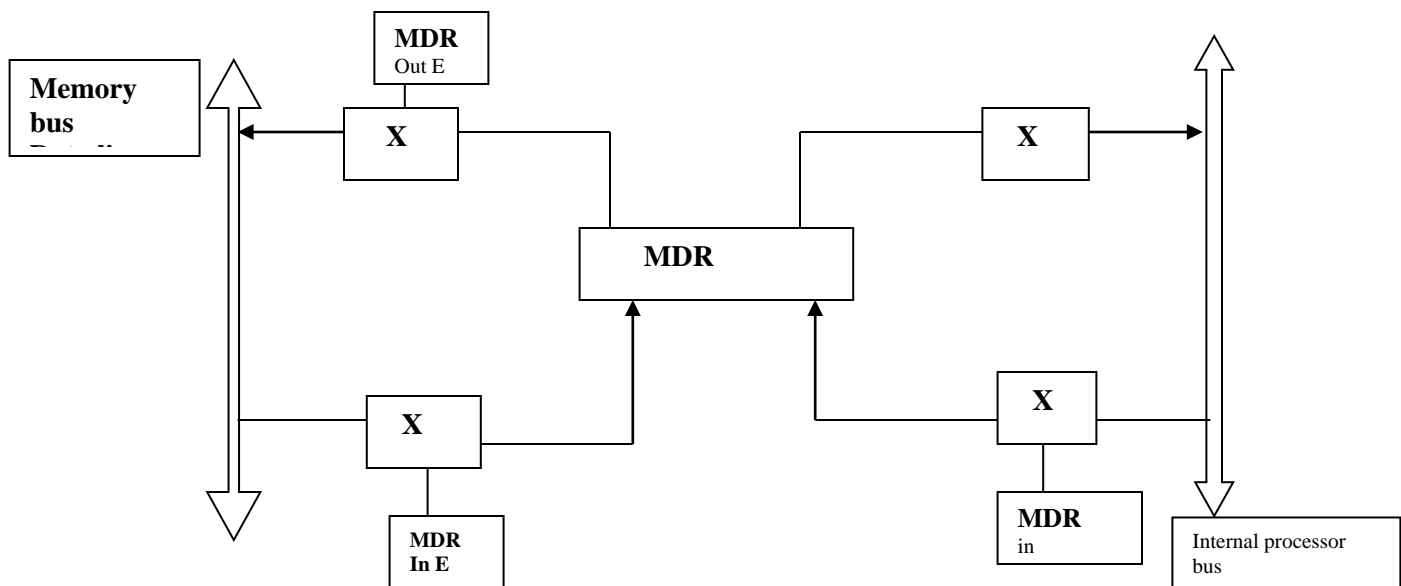 MDR
Out E
Memory
bus
X
X
MDR
X
X
MDR
in
MDR
In E
Internal processor
bus